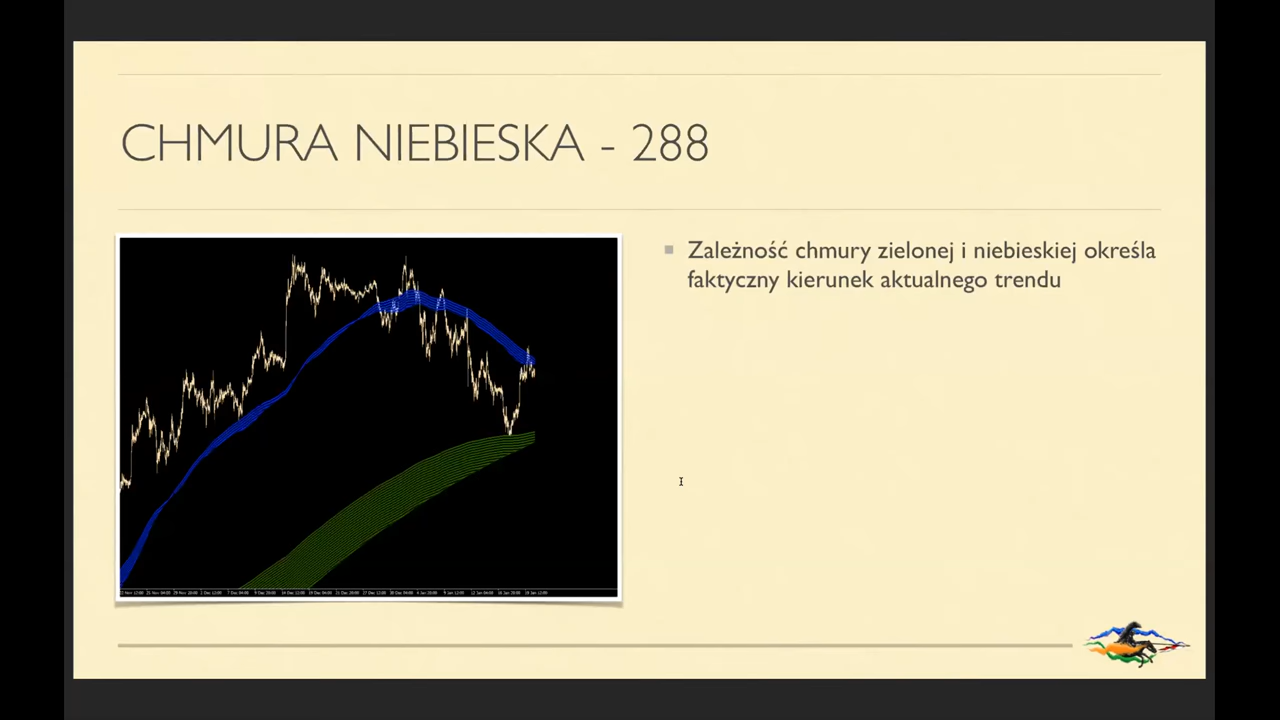 CHMURA NIEBIESKA - 288
Zależność chmury zielonej i niebieskiej określa
faktyczny kierunek aktualnego trendu